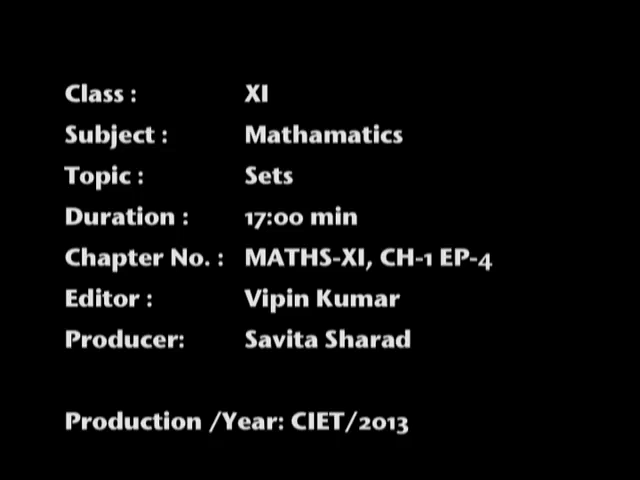 Class : XI
Subject : Mathamatics
Topic : Sets
Duration : 17:00 min
Chapter No. : MATHS-XI, CH-1 EP-4
Editor : Vipin Kumar
Producer: Savita Sharad
Production /Year: CIET/2013